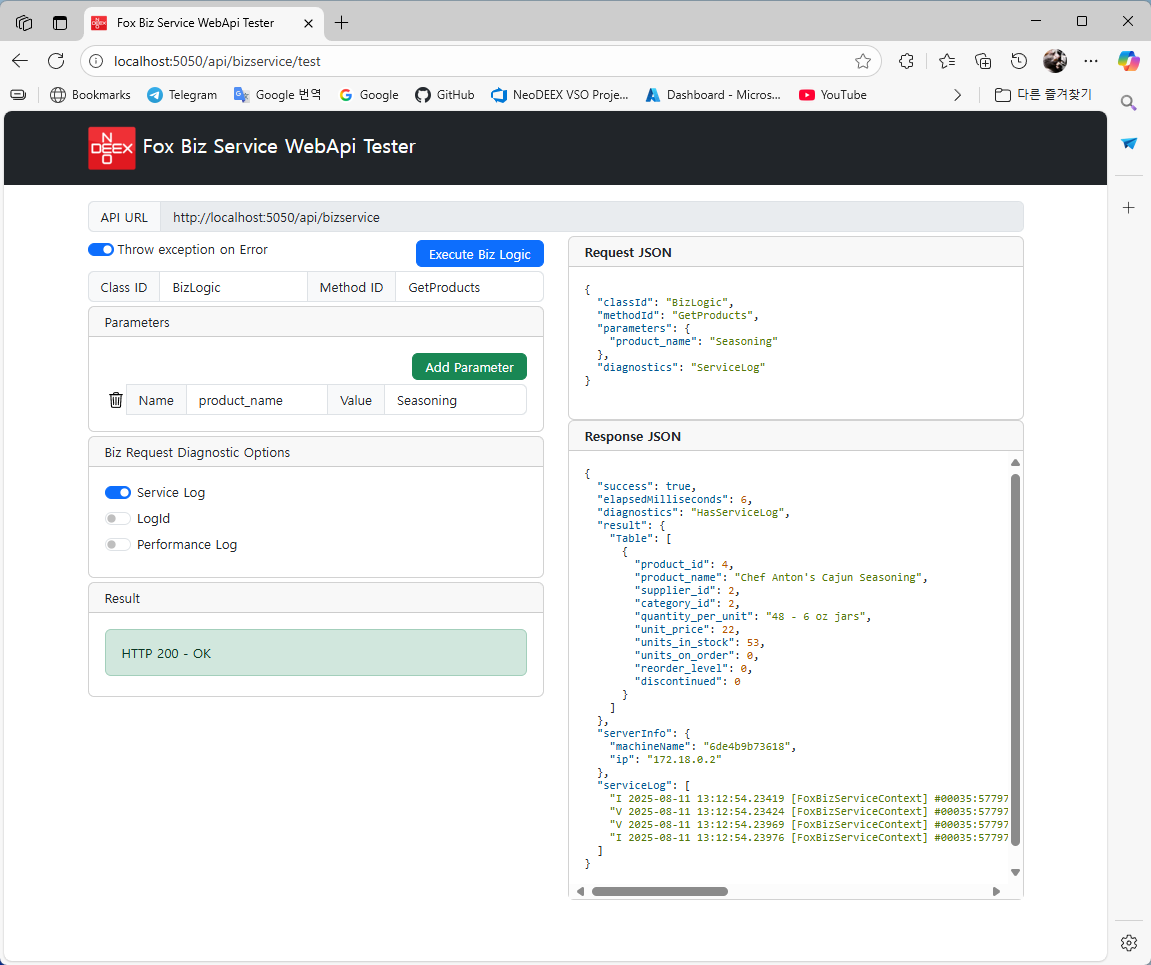 Fox Biz Service WebApi Tester
localhost:5050/api/bizservice/test
Bookmarks Telegram Google 번역 Google GitHub NeoDEEX VSO Proje... Dashboard - Micros... YouTube 다른 즐겨찾기
NEO DEEX Fox Biz Service WebApi Tester
API URL http://localhost:5050/api/bizservice
Throw exception on Error Execute Biz Logic
Class ID BizLogic Method ID GetProducts
Parameters
Add Parameter
Name product_name Value Seasoning
Biz Request Diagnostic Options
Service Log
LogId
Performance Log
Result
HTTP 200 - OK
Request JSON
{
"classId": "BizLogic",
"methodId": "GetProducts",
"parameters": {
"product_name": "Seasoning"
},
"diagnostics": "ServiceLog"
}
Response JSON
{
"success": true,
"elapsedMilliseconds": 6,
"diagnostics": "HasServiceLog",
"result": {
"Table": [
{
"product_id": 4,
"product_name": "Chef Anton's Cajun Seasoning",
"supplier_id": 2,
"category_id": 2,
"quantity_per_unit": "48 - 6 oz jars",
"unit_price": 22,
"units_in_stock": 53,
"units_on_order": 0,
"reorder_level": 0,
"discontinued": 0
}
]
},
"serverInfo": {
"machineName": "6de4b9b73618",
"ip": "172.18.0.2"
},
"serviceLog": [
"I 2025-08-11 13:12:54.23419 [FoxBizServiceContext] #00035:57797
"V 2025-08-11 13:12:54.23424 [FoxBizServiceContext] #00035:57797
"V 2025-08-11 13:12:54.23969 [FoxBizServiceContext] #00035:57797
"I 2025-08-11 13:12:54.23976 [FoxBizServiceContext] #00035:57797
]
}